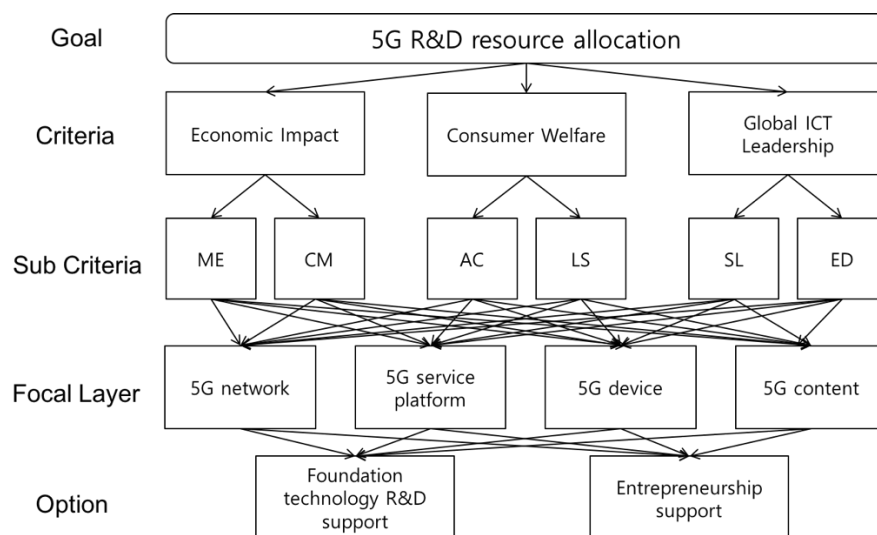 Goal
5G R&D resource allocation
Criteria
Economic Impact
Consumer Welfare
Global ICT
Leadership
Sub Criteria
ME
CM
AC
LS
SL
ED
Focal Layer
5G network
5G service
platform
5G device
5G content
Option
Foundation
technology R&D
support
Entrepreneurship
support